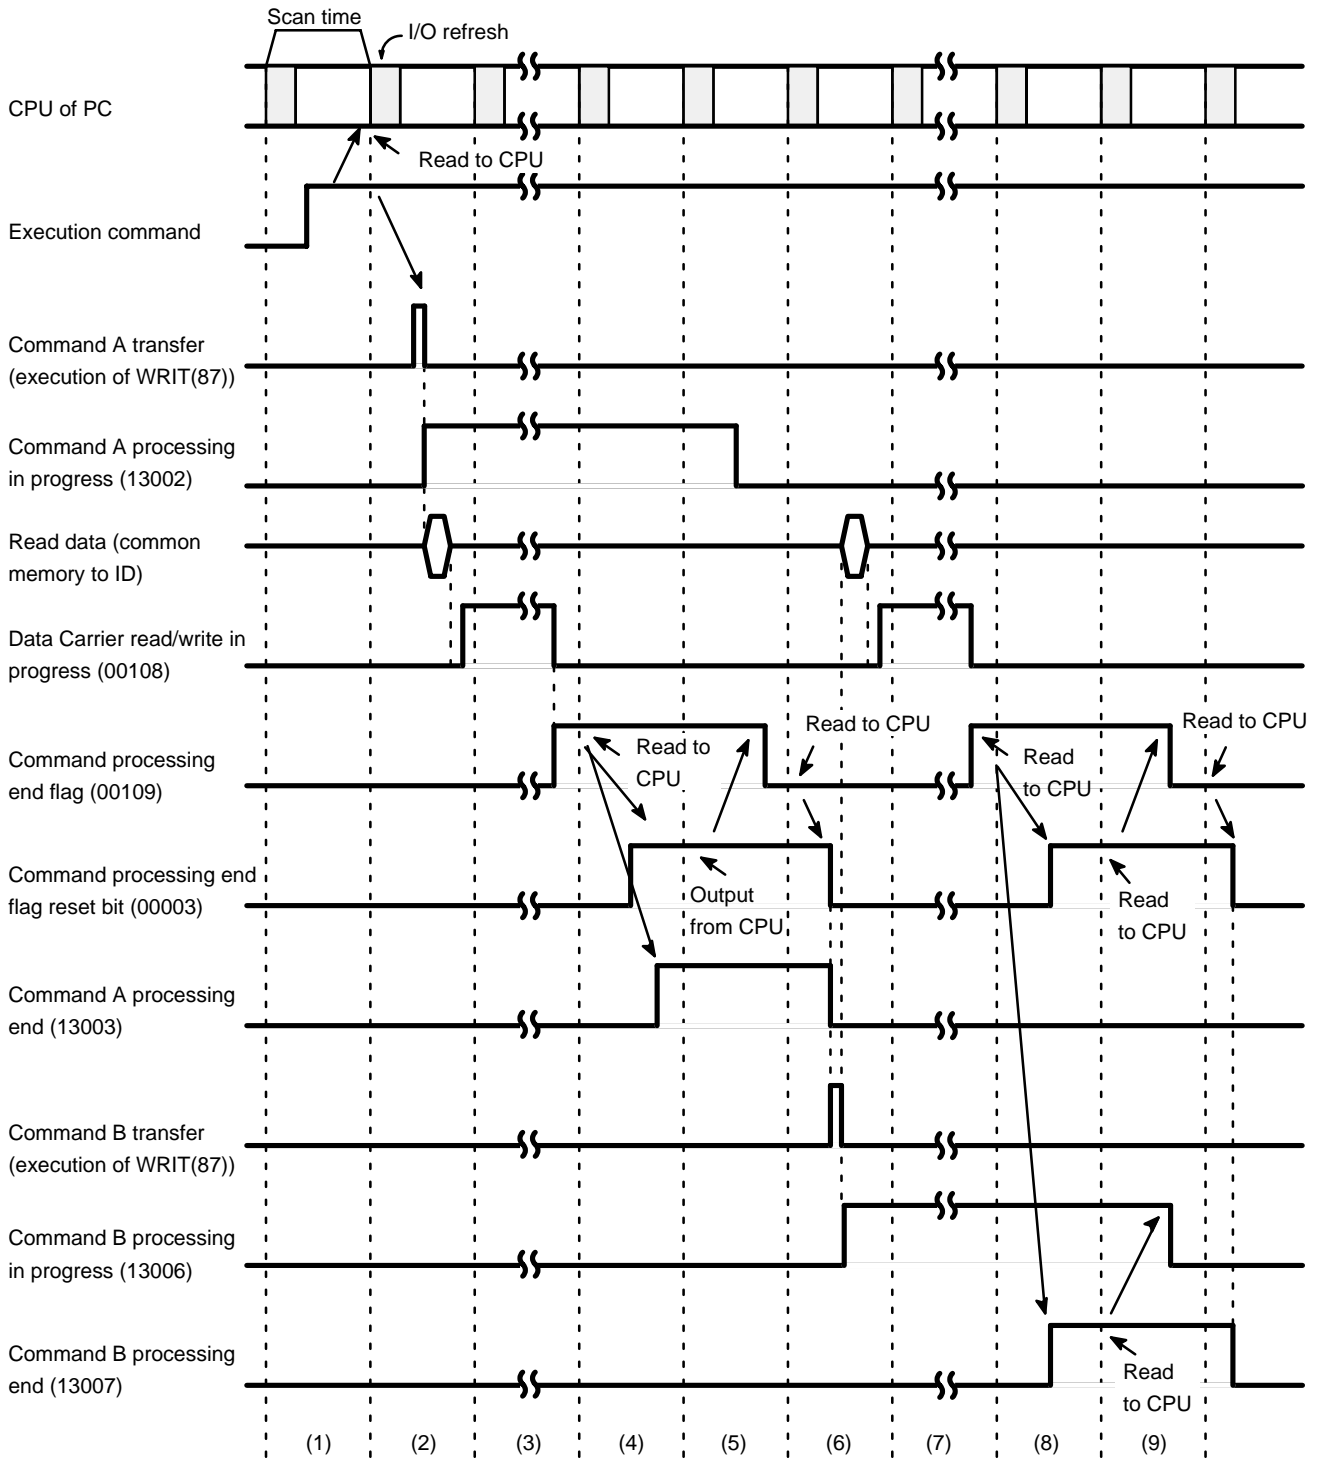 Scan time
I/O refresh
CPU of PC
Read to CPU
Execution command
Command A transfer
(execution of WRIT(87))
Command A processing
in progress (13002)
Read data (common
memory to ID)
Data Carrier read/write in
progress (00108)
Command processing
end flag (00109)
Read to
CPU
Read to CPU
Read
to CPU
Read to CPU
Command processing end
flag reset bit (00003)
Output
from CPU
Read
to CPU
Command A processing
end (13003)
Command B transfer
(execution of WRIT(87))
Command B processing
in progress (13006)
Command B processing
end (13007)
Read
to CPU
(1) (2) (3) (4) (5) (6) (7) (8) (9)